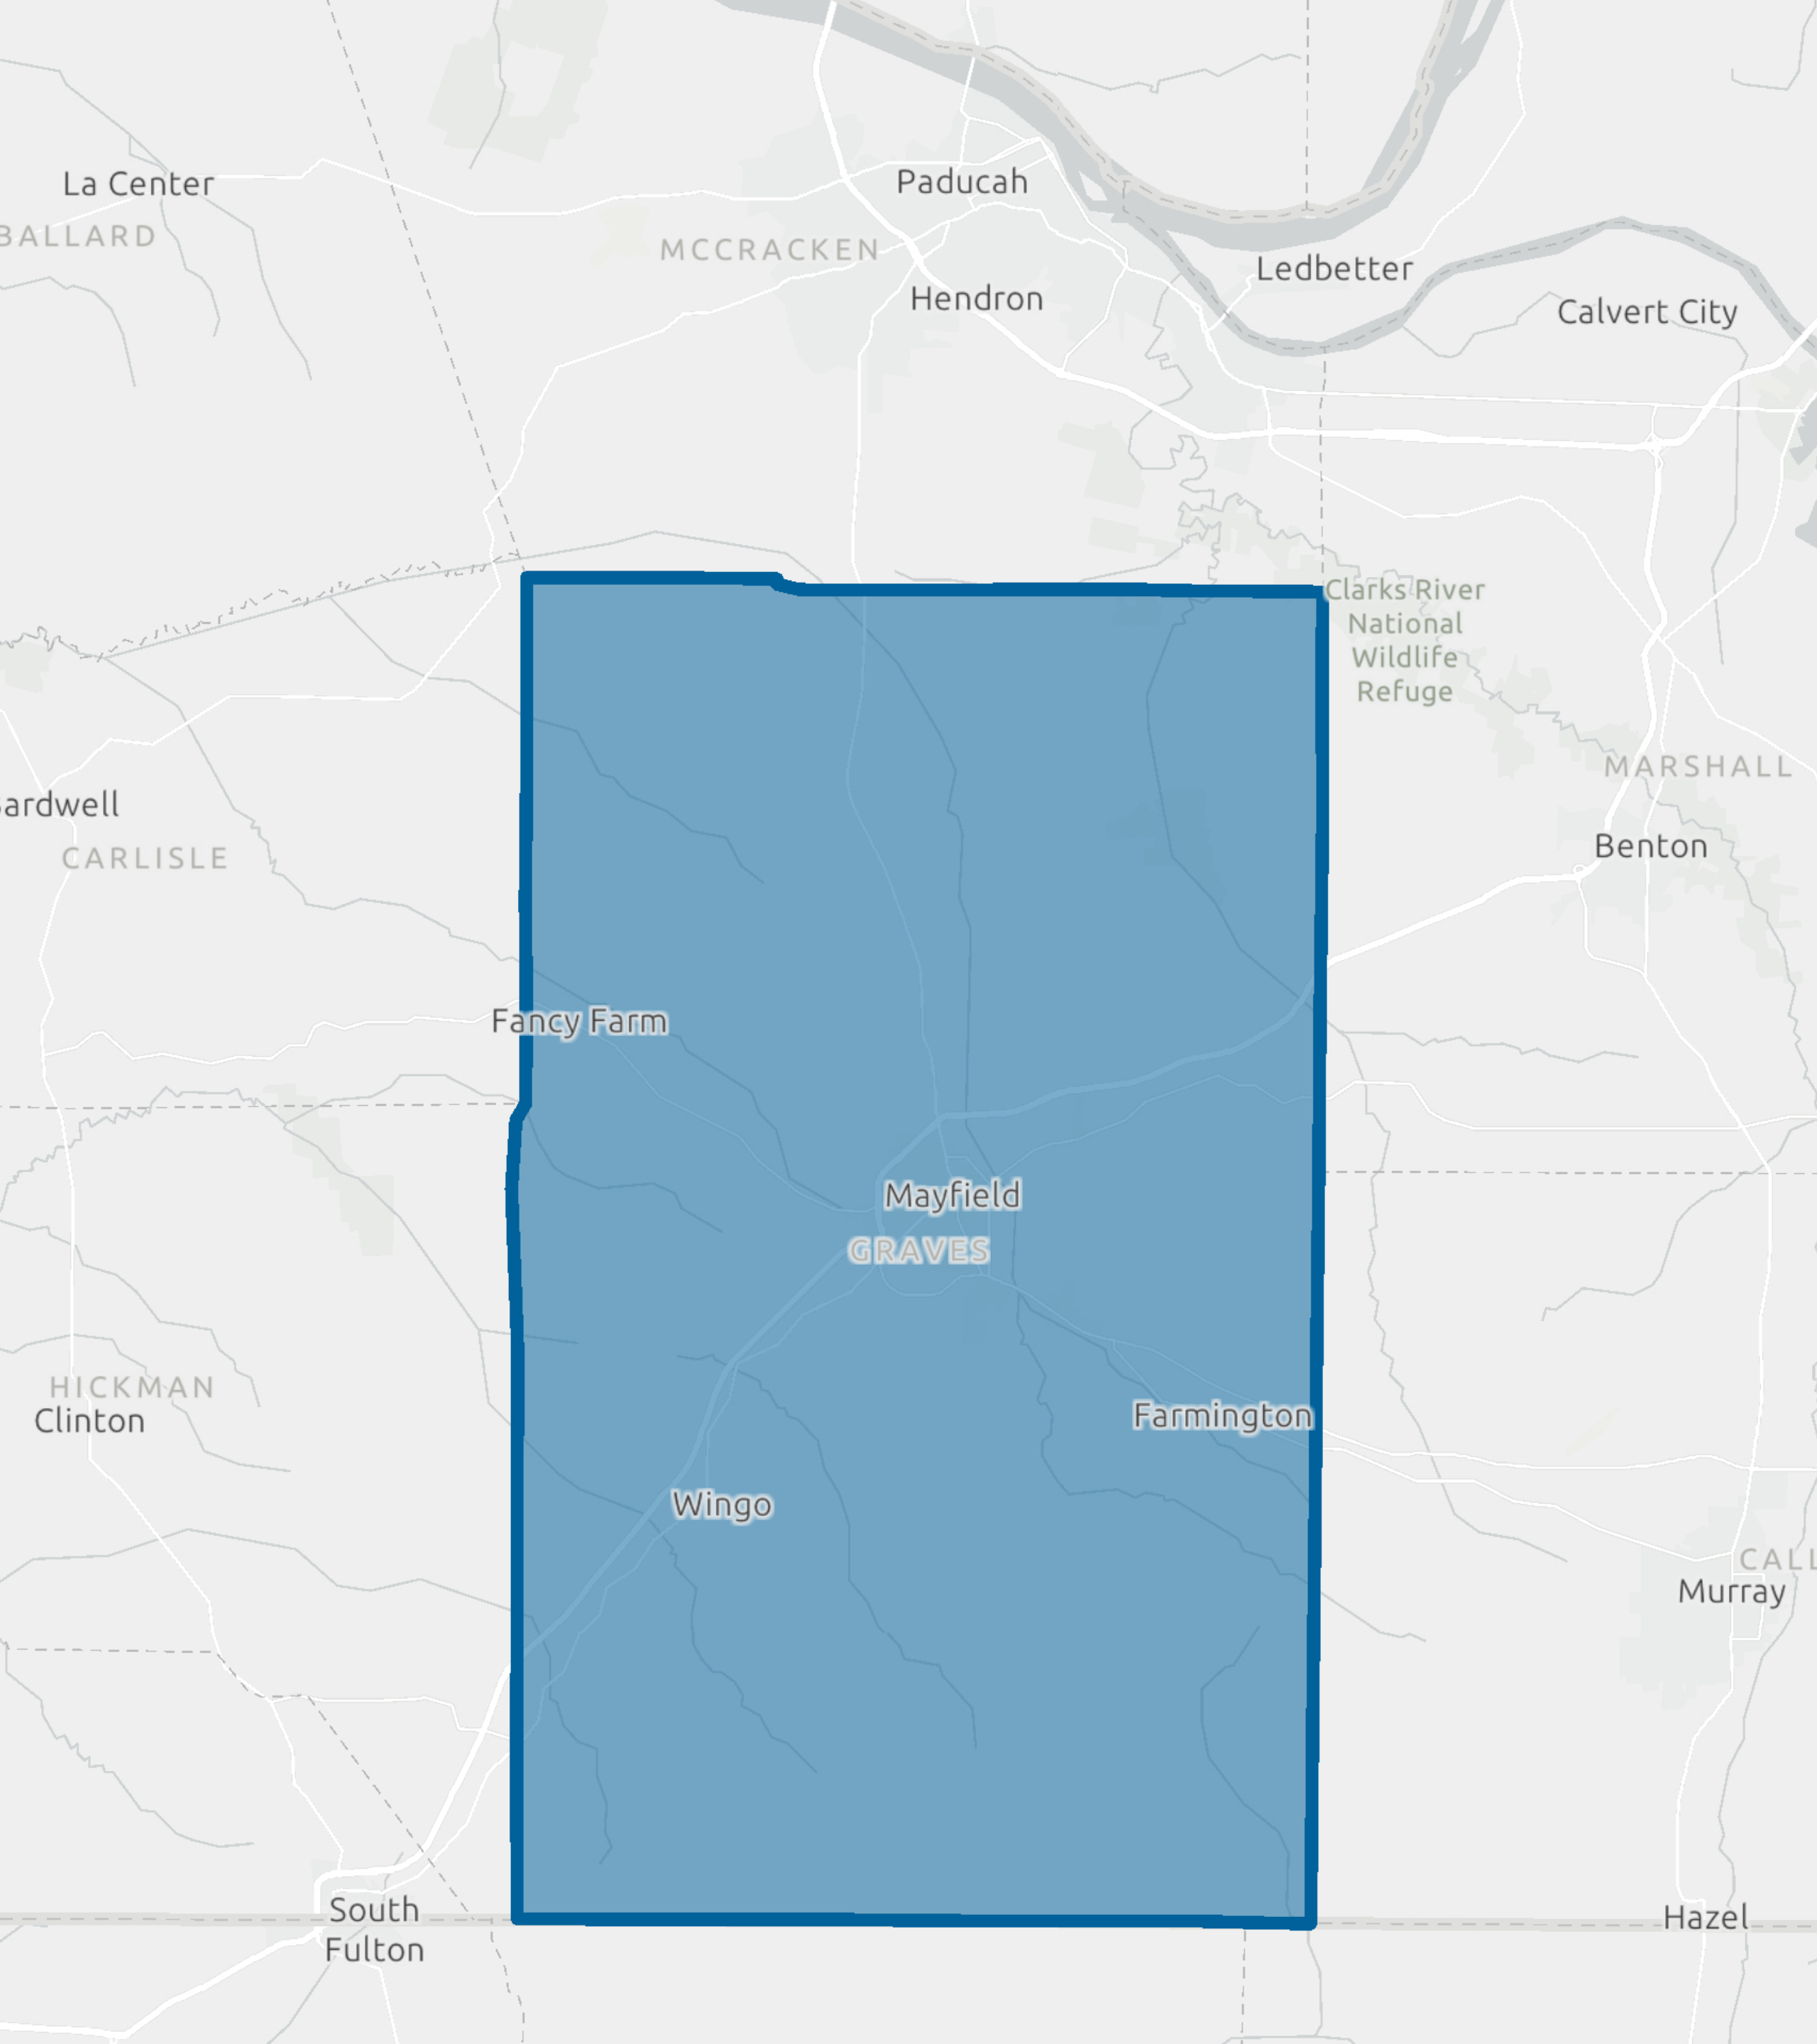 La Center
Paducah
BALLARD
MCCRACKEN
Ledbetter
Hendron
Calvert City
Clarks River
National
Wildlife
Refuge
MARSHALL
ardwell
Benton
CARLISLE
Fancy Farm
Mayfield
GRAVES
HICKMAN
Clinton
Farmington
Wingo
CALL
Murray
South
Fulton
Hazel